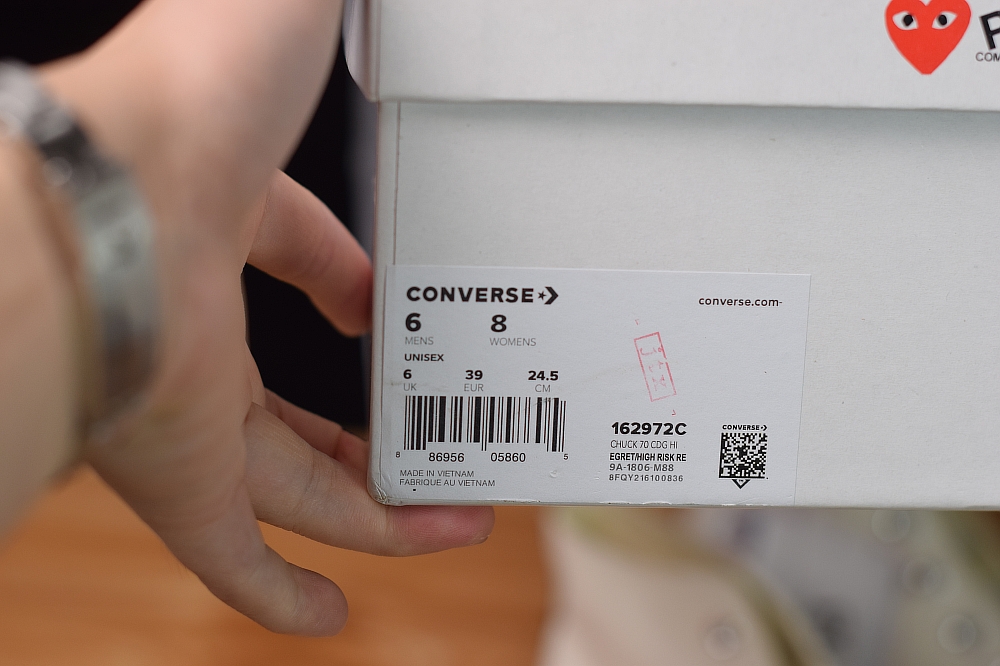 CONVERSE
converse.com-
6 8
MENS WOMENS
UNISEX
6 39 24.5
UK EUR CM
8 86956 05860 5
MADE IN VIETNAM
FABRIQUE AU VIETNAM
162972C
CHUCK 70 CDG HI
EGRET/HIGH RISK RE
9A-1806-M88
8FQY216100836
CONVERSE